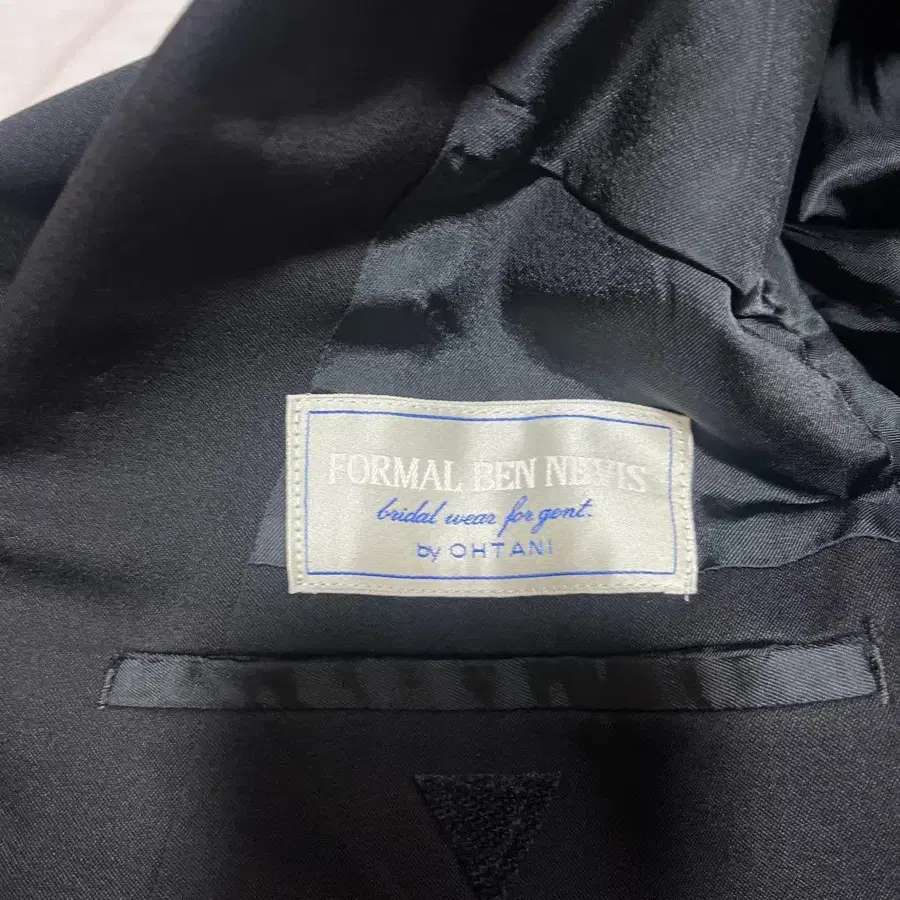 FORMAL BEN NEVIS
bridal wear for gent.
by OHTANI